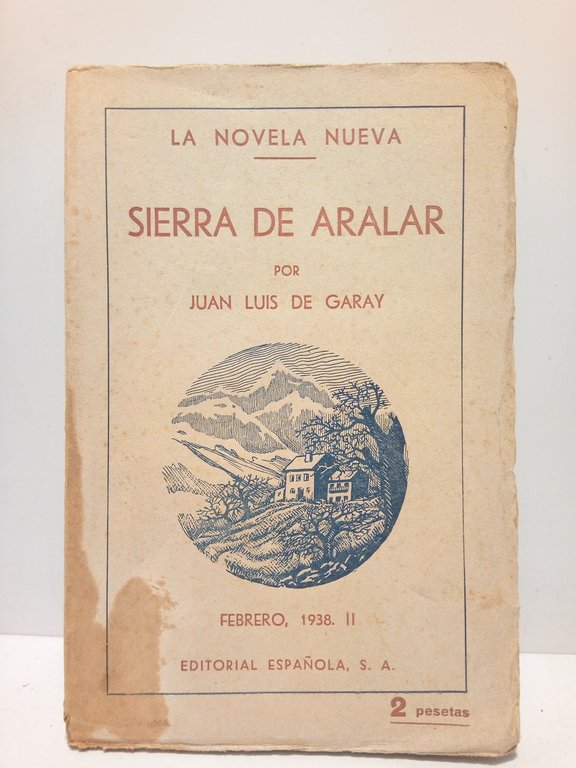 LA NOVELA NUEVA
SIERRA DE ARALAR
POR
JUAN LUIS DE GARAY
FEBRERO, 1938. II
EDITORIAL ESPAÑOLA, S. A.
2 pesetas